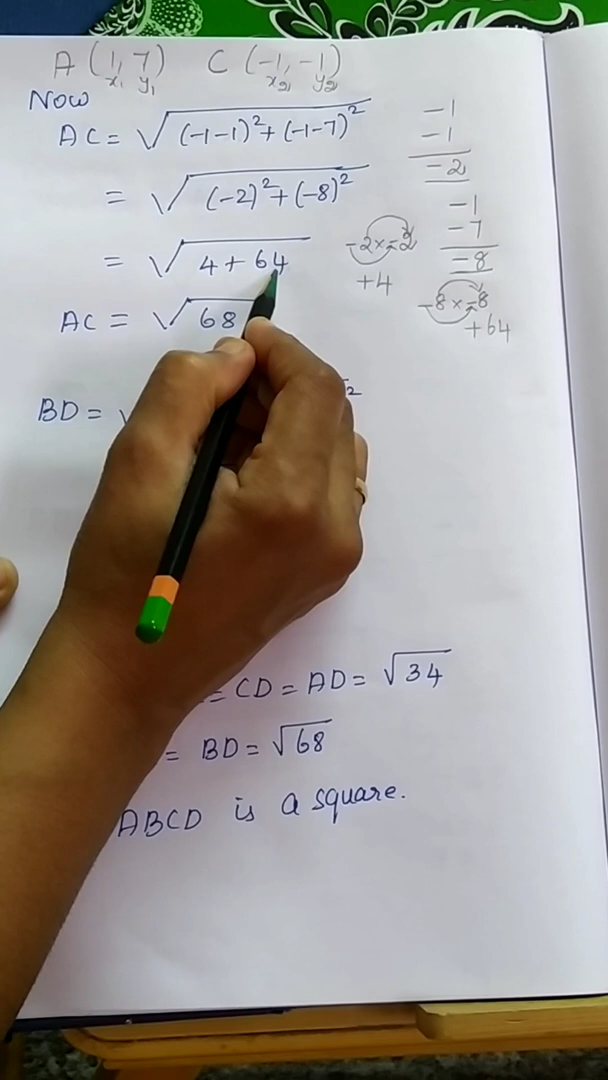 A (1, 7) C (-1, -1)
x₁ y₁ x₂ y₂
Now
AC = √(-1-1)² + (-1-7)²
= √(-2)² + (-8)²
= √4 + 64
AC = √68
-1
-1
-2
-1
-7
-8
-2 × -2
+4
-8 × -8
+64
BD = √ ²
= CD = AD = √34
= BD = √68
ABCD is a square.